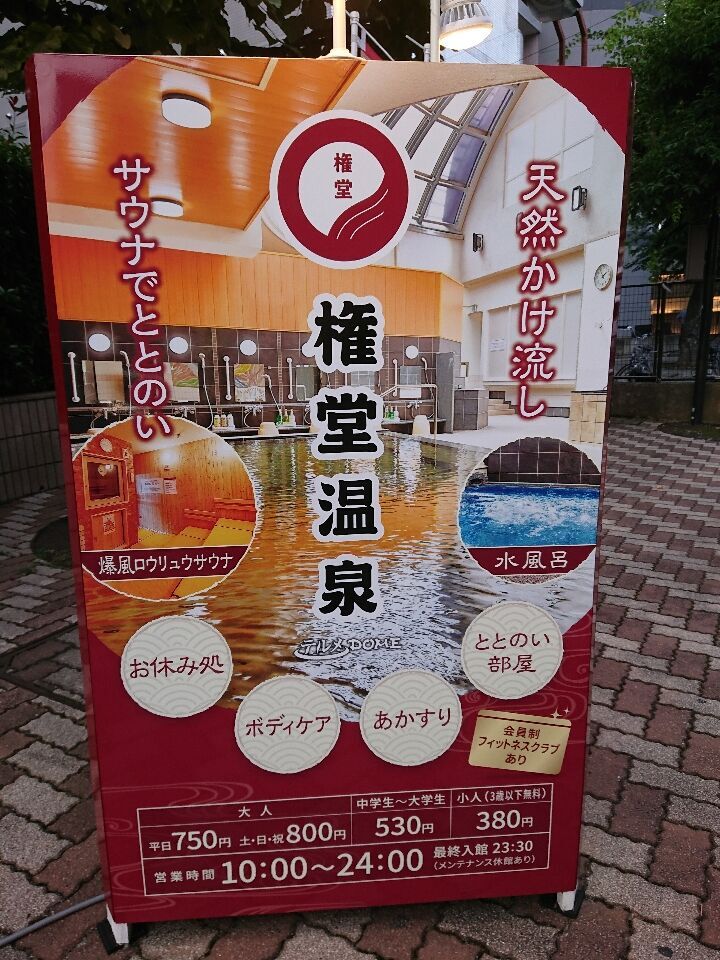 権堂
天然かけ流し
サウナでととのい
権堂温泉
テルメDOME
爆風ロウリュウサウナ
水風呂
お休み処
ボディケア
あかすり
ととのい
部屋
会員制
フィットネスクラブ
あり
大人 中学生～大学生 小人(3歳以下無料)
平日750円 土・日・祝800円 530円 380円
営業時間 10:00～24:00 最終入館 23:30
(メンテナンス休館あり)